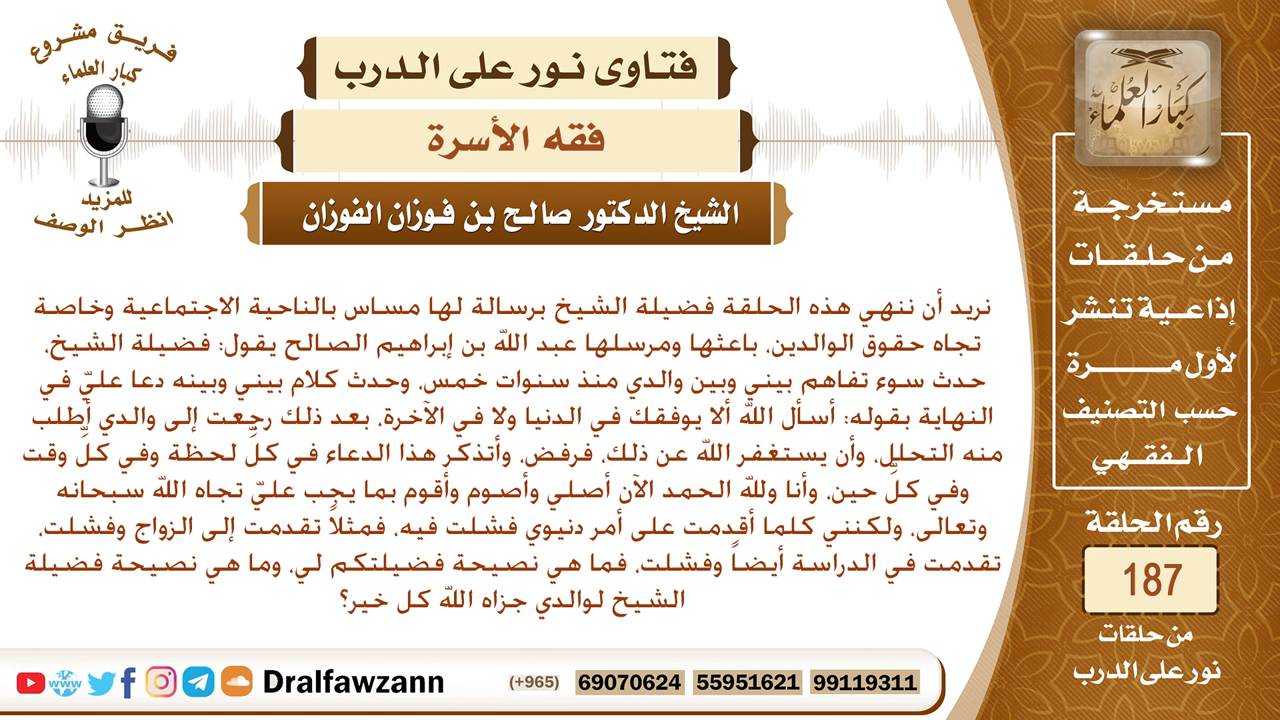 فريق مشروع
كبار العلماء
للمزيد
انظر الوصف
فتاوى نور على الدرب
فقه الأسرة
الشيخ الدكتور صالح بن فوزان الفوزان
نريد أن ننهي هذه الحلقة فضيلة الشيخ برسالة لها مساس بالناحية الاجتماعية وخاصة
تجاه حقوق الوالدين، باعثها ومرسلها عبد الله بن إبراهيم الصالح يقول: فضيلة الشيخ،
حدث سوء تفاهم بيني وبين والدي منذ سنوات خمس، وحدث كلام بيني وبينه دعا عليّ في
النهاية بقوله: أسأل الله ألا يوفقك في الدنيا ولا في الآخرة، بعد ذلك رجعت إلى والدي أطلب
منه التحلل، وأن يستغفر الله عن ذلك، فرفض، وأتذكر هذا الدعاء في كل لحظة وفي كل وقت
وفي كل حين، وأنا ولله الحمد الآن أصلي وأصوم وأقوم بما يجب عليّ تجاه الله سبحانه
وتعالى، ولكنني كلما أقدمت على أمر دنيوي فشلت فيه، فمثلاً تقدمت إلى الزواج وفشلت،
تقدمت في الدراسة أيضاً وفشلت، فما هي نصيحة فضيلتكم لي، وما هي نصيحة فضيلة
الشيخ لوالدي جزاه الله كل خير؟
كبار العلماء
مستخرجة
من حلقات
إذاعية تنشر
لأول مرة
حسب التصنيف
الفقهي
رقم الحلقة
187
من حلقات
نور على الدرب
www Dralfawzann (+965) 69070624 55951621 99119311